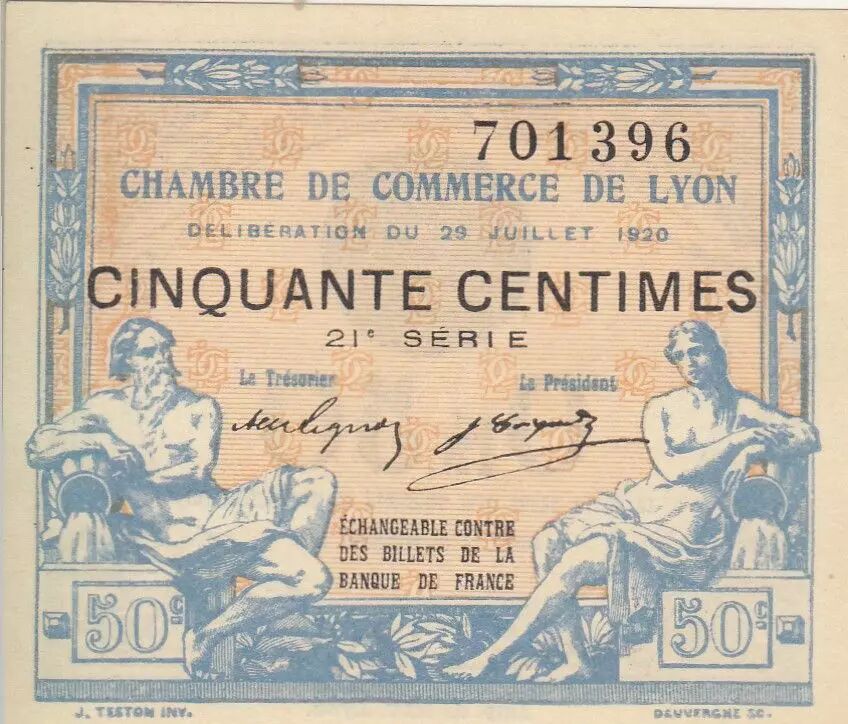 701396
CHAMBRE DE COMMERCE DE LYON
DÉLIBÉRATION DU 29 JUILLET 1920
CINQUANTE CENTIMES
21e SÉRIE
Le Trésorier Le Président
ÉCHANGEABLE CONTRE
DES BILLETS DE LA
BANQUE DE FRANCE
50c. 50c.
J. TESTON INV. DAUVERGNE SC.